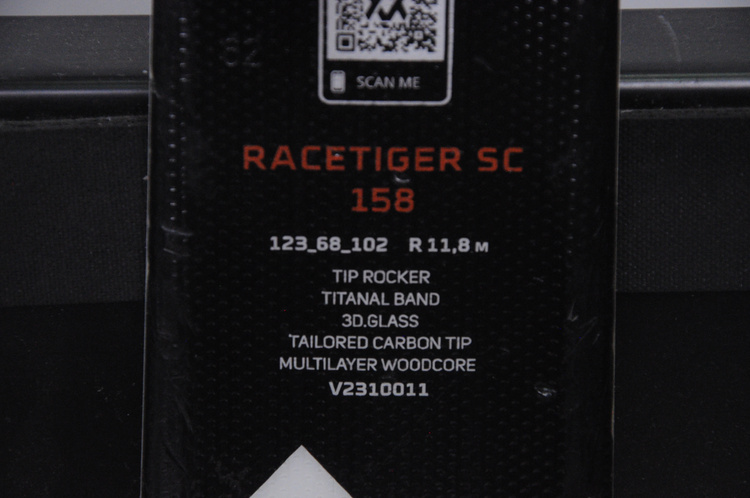 62
SCAN ME
RACETIGER SC
158
123_68_102 R 11,8 M
TIP ROCKER
TITANAL BAND
3D.GLASS
TAILORED CARBON TIP
MULTILAYER WOODCORE
V2310011